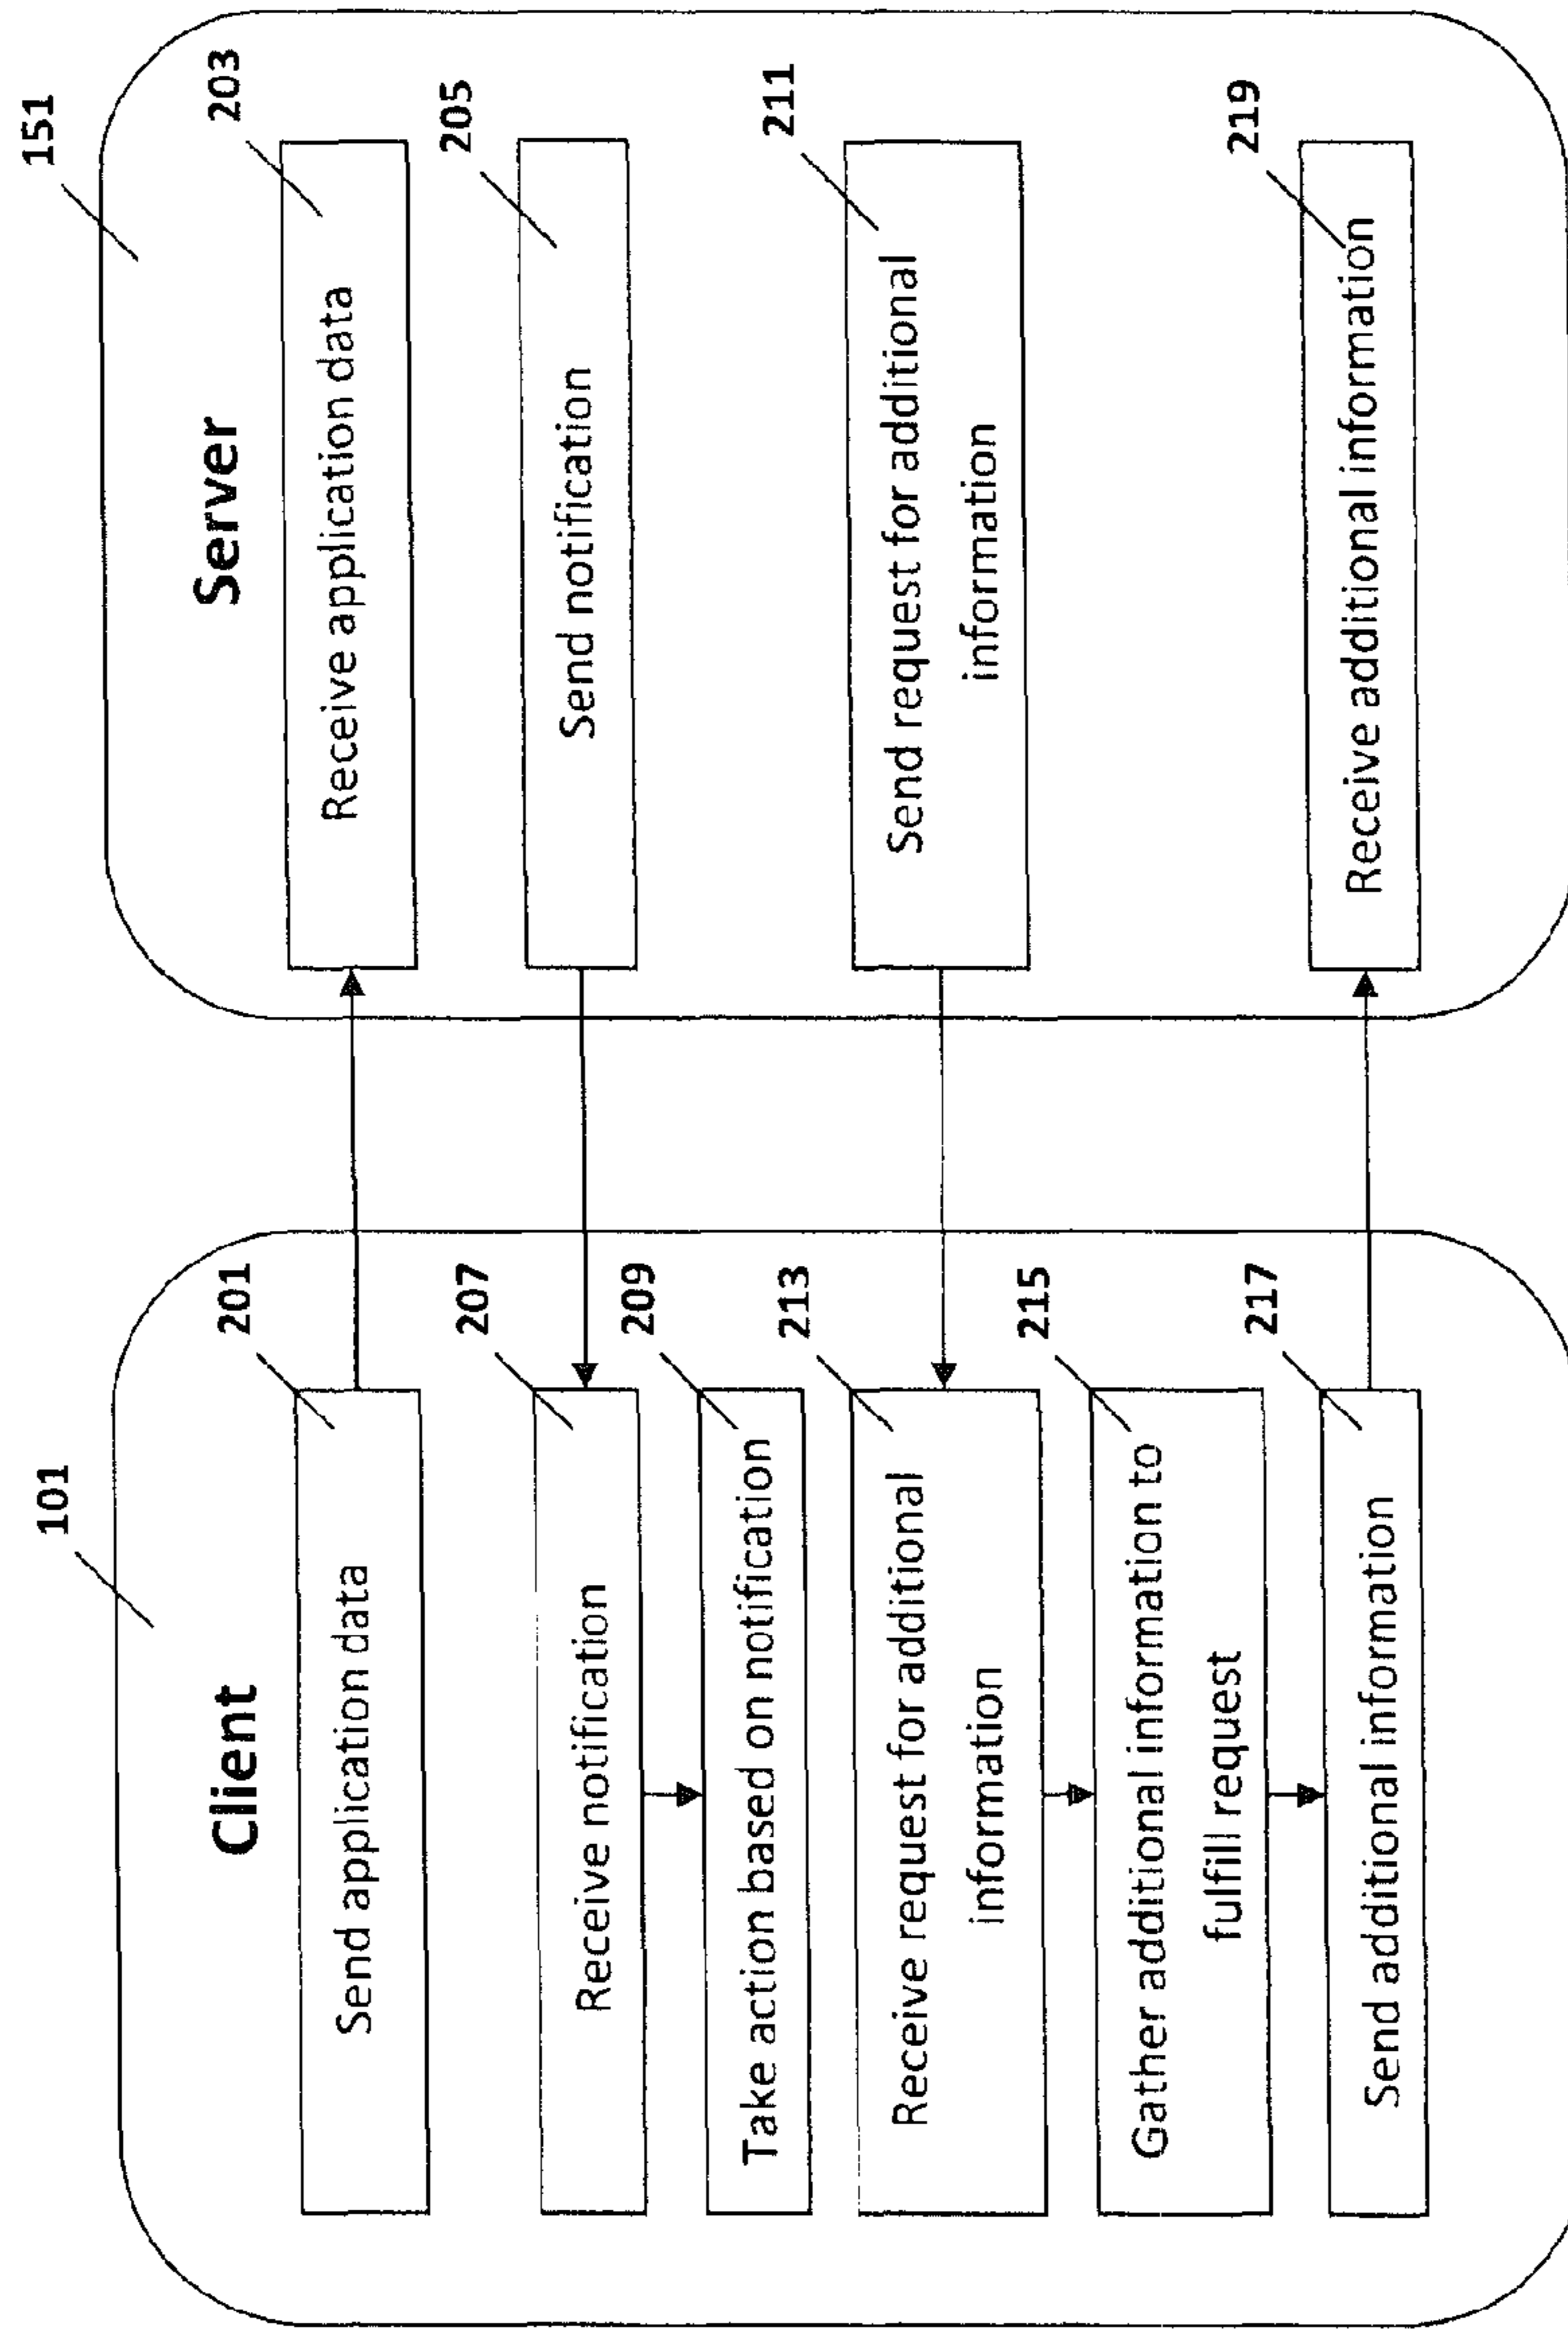 101
Client
201
Send application data
207
Receive notification
209
Take action based on notification
213
Receive request for additional
information
215
Gather additional information to
fulfill request
217
Send additional information
151
Server
203
Receive application data
205
Send notification
211
Send request for additional
information
219
Receive additional information